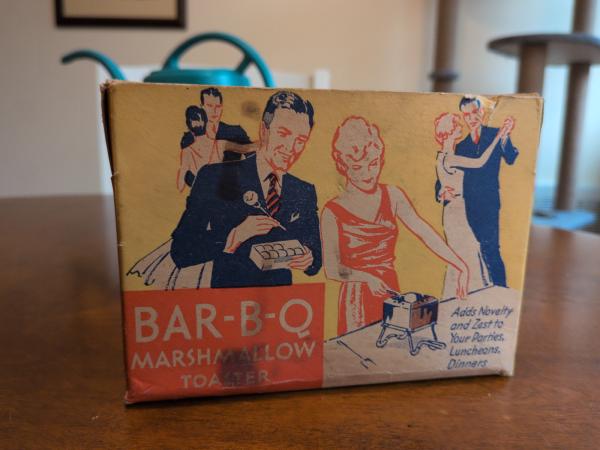 BAR-B-Q
MARSHMALLOW
TOASTER
Adds Novelty
and Zest to
Your Parties,
Luncheons,
Dinners